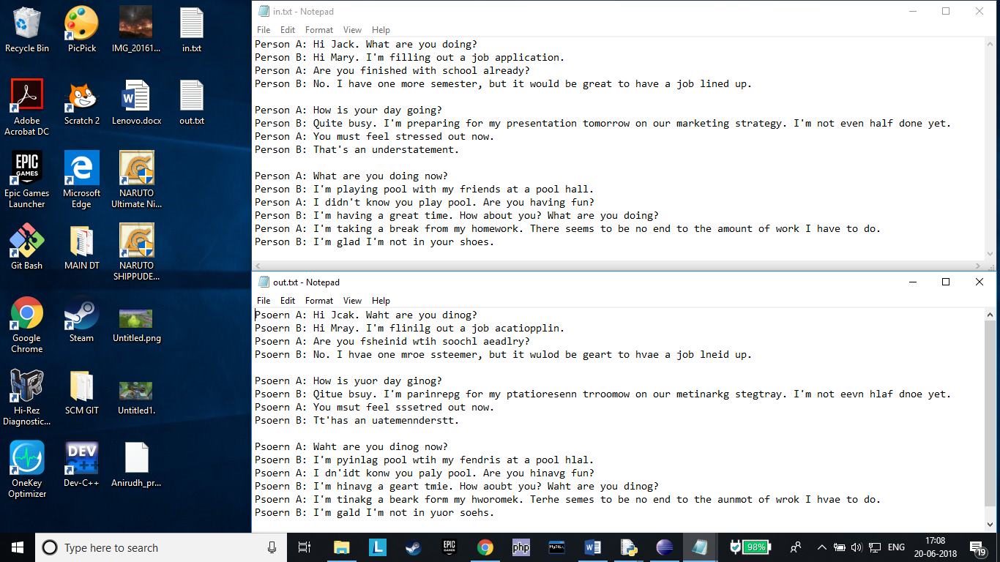 Recycle Bin
PicPick
IMG_20161...
in.txt
Adobe
Acrobat DC
Scratch 2
Lenovo.docx
out.txt
EPIC
GAMES
Epic Games
Launcher
Microsoft
Edge
NARUTO
Ultimate Ni...
Git Bash
MAIN DT
NARUTO
SHIPPUDE...
Google
Chrome
Steam
Untitled.png
Hi-Rez
Diagnostic...
SCM GIT
Untitled1.
OneKey
Optimizer
DEV
C++
Dev-C++
Anirudh_pr...
in.txt - Notepad
File Edit Format View Help
Person A: Hi Jack. What are you doing?
Person B: Hi Mary. I'm filling out a job application.
Person A: Are you finished with school already?
Person B: No. I have one more semester, but it would be great to have a job lined up.
Person A: How is your day going?
Person B: Quite busy. I'm preparing for my presentation tomorrow on our marketing strategy. I'm not even half done yet.
Person A: You must feel stressed out now.
Person B: That's an understatement.
Person A: What are you doing now?
Person B: I'm playing pool with my friends at a pool hall.
Person A: I didn't know you play pool. Are you having fun?
Person B: I'm having a great time. How about you? What are you doing?
Person A: I'm taking a break from my homework. There seems to be no end to the amount of work I have to do.
Person B: I'm glad I'm not in your shoes.
out.txt - Notepad
File Edit Format View Help
Psoern A: Hi Jcak. Waht are you dinog?
Psoern B: Hi Mray. I'm flinilg out a job acatiopplin.
Psoern A: Are you fsheinid wtih soochl aeadlry?
Psoern B: No. I hvae one mroe ssteemer, but it wulod be geart to hvae a job lneid up.
Psoern A: How is yuor day ginog?
Psoern B: Qitue bsuy. I'm parinrepg for my ptatioresenn trroomow on our metinarkg stegtray. I'm not eevn hlaf dnoe yet.
Psoern A: You msut feel sssetred out now.
Psoern B: Tt'has an uatemennderstt.
Psoern A: Waht are you dinog now?
Psoern B: I'm pyinlag pool wtih my fendris at a pool hlal.
Psoern A: I dn'idt konw you paly pool. Are you hinavg fun?
Psoern B: I'm hinavg a geart tmie. How aoubt you? Waht are you dinog?
Psoern A: I'm tinakg a beark form my hworomek. Terhe semes to be no end to the aunmot of wrok I hvae to do.
Psoern B: I'm gald I'm not in yuor soehs.
Type here to search
L
EPIC
GAMES
php
MySQL
98%
ENG
17:08
20-06-2018
19